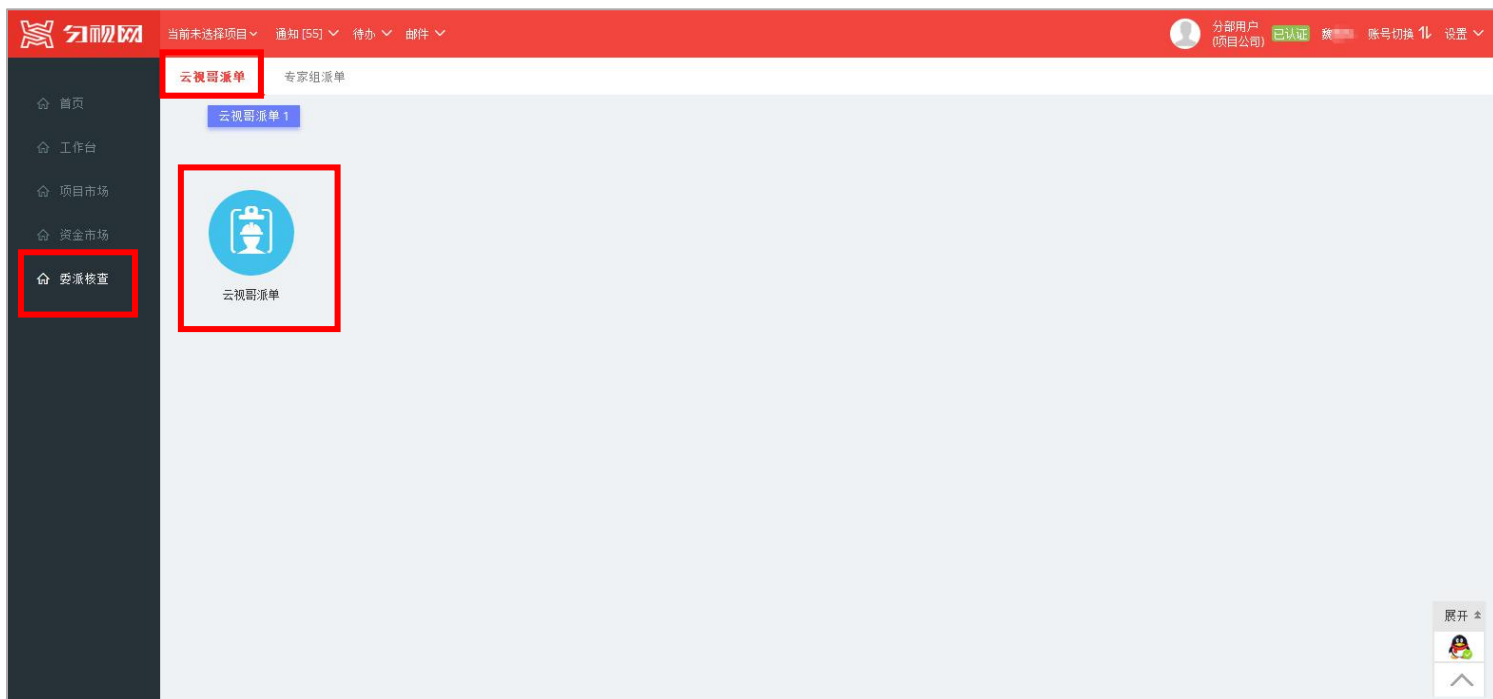 匀视网
当前未选择项目 通知 [55] 待办 邮件
分部用户
(项目公司)
已认证 魏 账号切换 设置
云视哥派单 专家组派单
首页
工作台
项目市场
资金市场
委派核查
云视哥派单 1
云视哥派单
展开